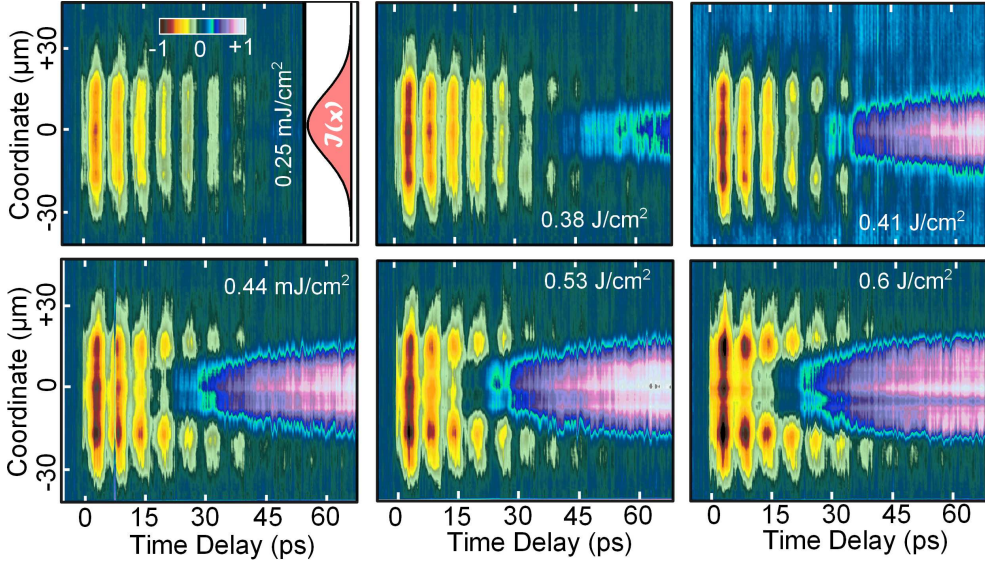 Coordinate (µm)
+30
0
-30
-1 0 +1
0.25 mJ/cm²
J(x)
0.38 J/cm²
0.41 J/cm²
Coordinate (µm)
+30
0
-30
0.44 mJ/cm²
0.53 J/cm²
0.6 J/cm²
0 15 30 45 60
0 15 30 45 60
0 15 30 45 60
Time Delay (ps)
Time Delay (ps)
Time Delay (ps)